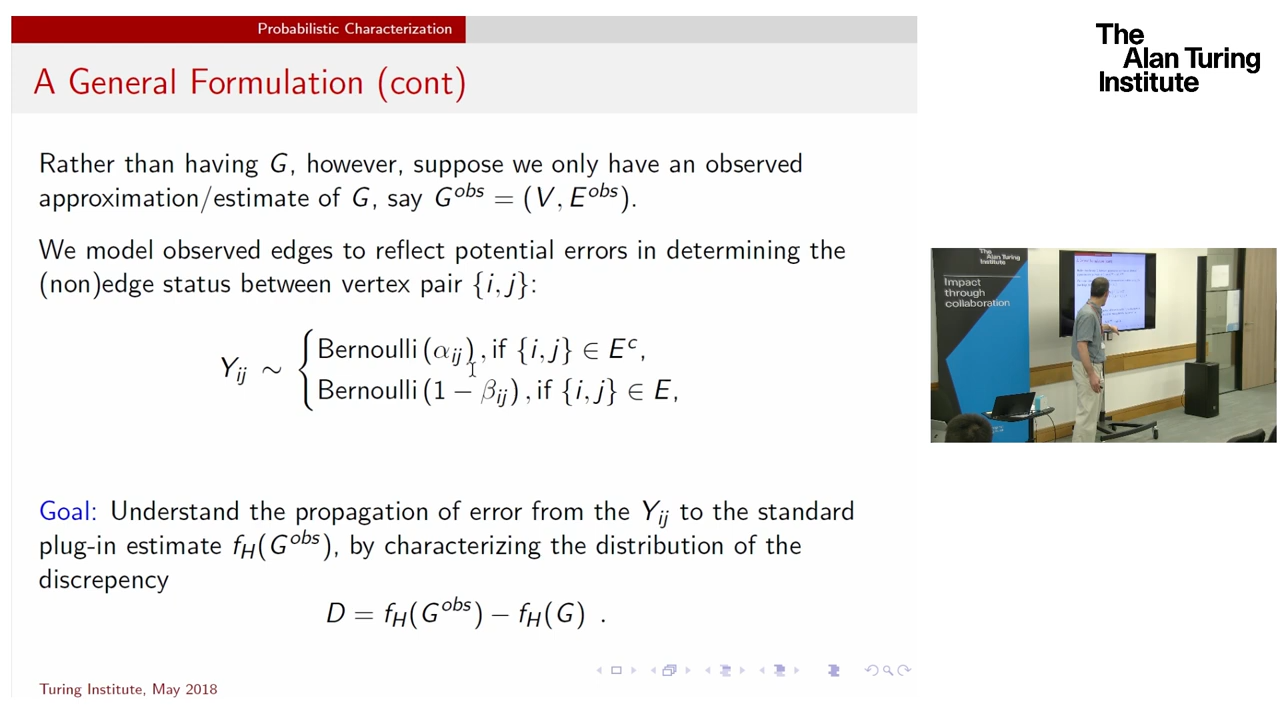 Probabilistic Characterization
A General Formulation (cont)
Rather than having G, however, suppose we only have an observed
approximation/estimate of G, say G^obs = (V, E^obs).
We model observed edges to reflect potential errors in determining the
(non)edge status between vertex pair {i, j}:
Y_ij ∼ { Bernoulli (α_ij) , if {i, j} ∈ E^c,
Bernoulli (1 − β_ij) , if {i, j} ∈ E,
Goal: Understand the propagation of error from the Y_ij to the standard
plug-in estimate f_H(G^obs), by characterizing the distribution of the
discrepency
D = f_H(G^obs) − f_H(G) .
Turing Institute, May 2018
The
Alan Turing
Institute
The
Alan Turing
Institute
Impact
through
collaboration